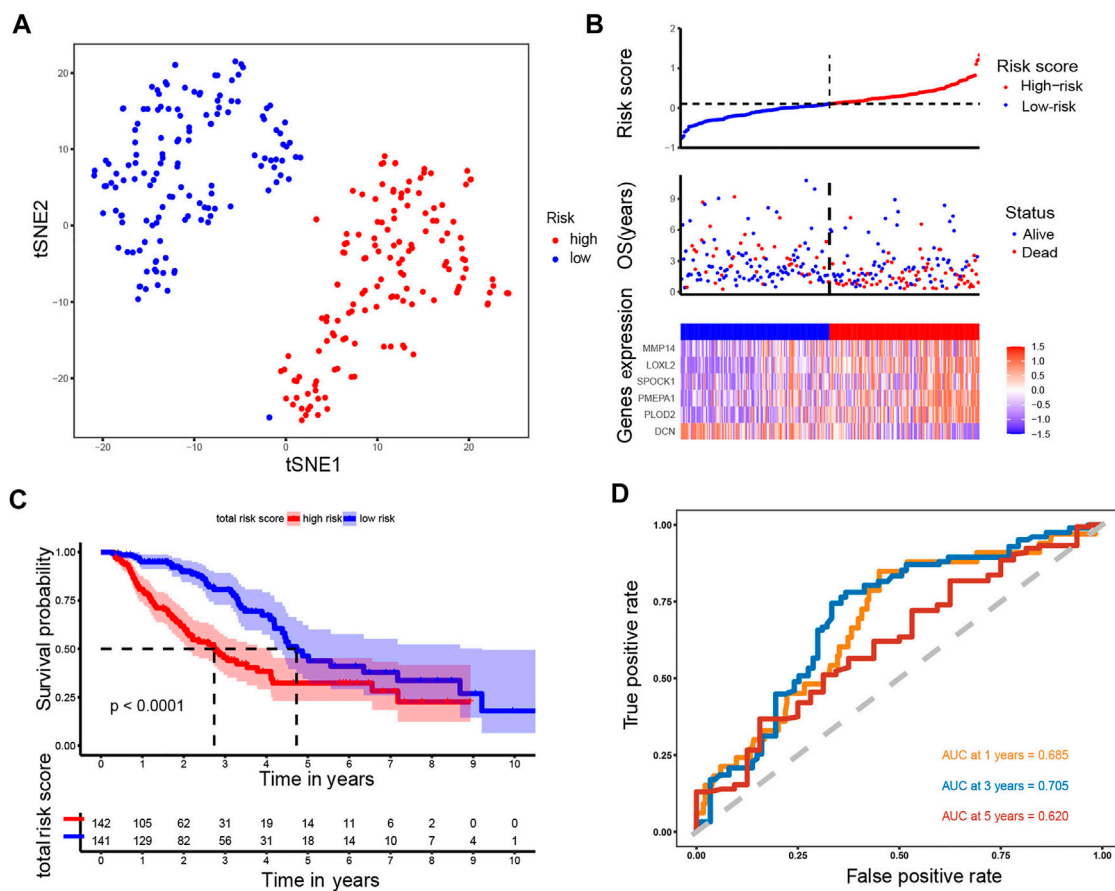 A
20
10
0
−10
−20
−20
−10
0
10
20
tSNE2
tSNE1
Risk
high
low
B
Risk score
2
1
0
−1
Risk score
High−risk
Low−risk
OS(years)
9
6
3
0
Status
Alive
Dead
Genes expression
MMP14
LOXL2
SPOCK1
PMEPA1
PLOD2
DCN
1.5
1.0
0.5
0.0
−0.5
−1.0
−1.5
C
total risk score high risk low risk
Survival probability
1.00
0.75
0.50
0.25
0.00
p < 0.0001
0 1 2 3 4 5 6 7 8 9 10
Time in years
total risk score
142 105 62 31 19 14 11 6 2 0 0
141 129 82 56 31 18 14 10 7 4 1
0 1 2 3 4 5 6 7 8 9 10
Time in years
D
True positive rate
1.00
0.75
0.50
0.25
0.00
AUC at 1 years = 0.685
AUC at 3 years = 0.705
AUC at 5 years = 0.620
0.00 0.25 0.50 0.75 1.00
False positive rate